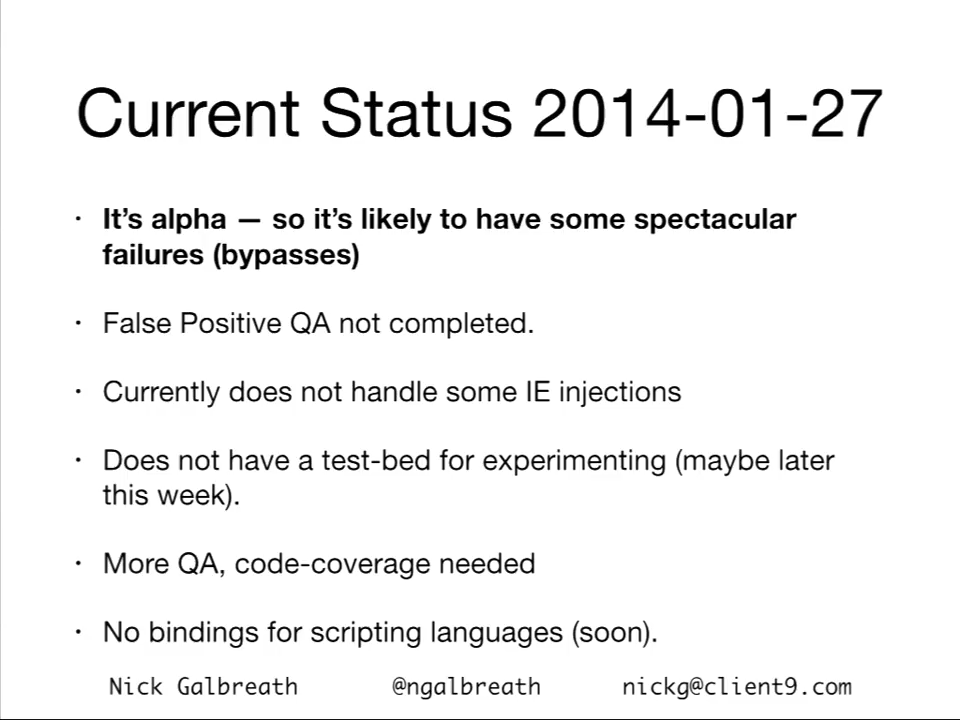 Current Status 2014-01-27
· It’s alpha — so it’s likely to have some spectacular
failures (bypasses)
· False Positive QA not completed.
· Currently does not handle some IE injections
· Does not have a test-bed for experimenting (maybe later
this week).
· More QA, code-coverage needed
· No bindings for scripting languages (soon).
Nick Galbreath @ngalbreath nickg@client9.com